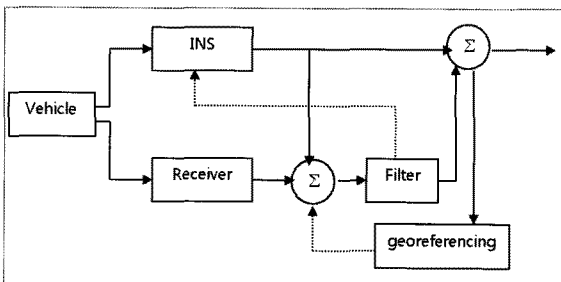 INS
Σ
Vehicle
Receiver
Σ
Filter
georeferencing